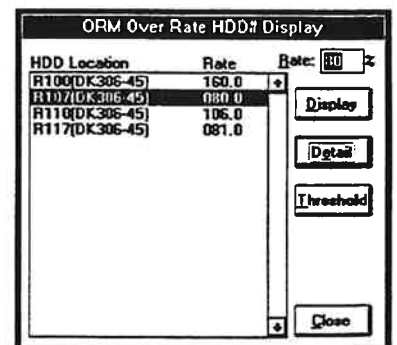 ORM Over Rate HDD# Display
HDD Location Rate Rate: 80 %
R100(DK306-45) 160.0
R107(DK306-45) 080.0
R110(DK306-45) 106.0
R117(DK306-45) 081.0
Display
Detail
Threshold
Close